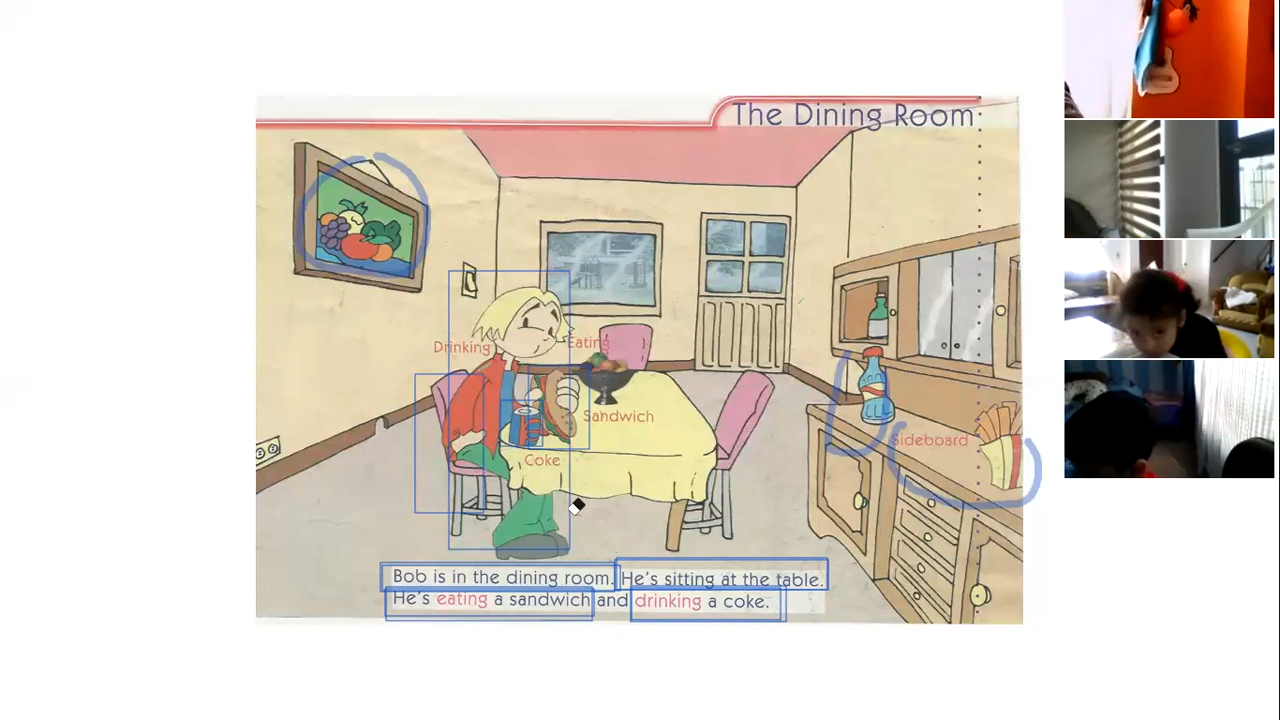 The Dining Room
Drinking
Eating
Sandwich
Sideboard
Coke
Bob is in the dining room. He's sitting at the table.
He's eating a sandwich and drinking a coke.